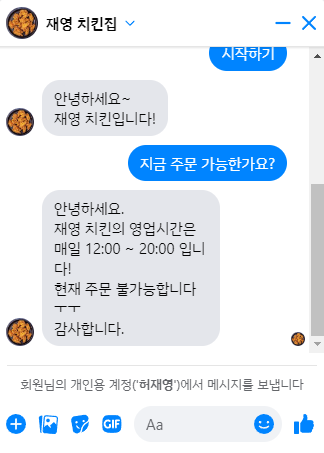 재영 치킨집
시작하기
안녕하세요~
재영 치킨입니다!
지금 주문 가능한가요?
안녕하세요.
재영 치킨의 영업시간은
매일 12:00 ~ 20:00 입니
다!
현재 주문 불가능합니다
ㅜㅜ
감사합니다.
회원님의 개인용 계정('허재영')에서 메시지를 보냅니다
GIF
Aa